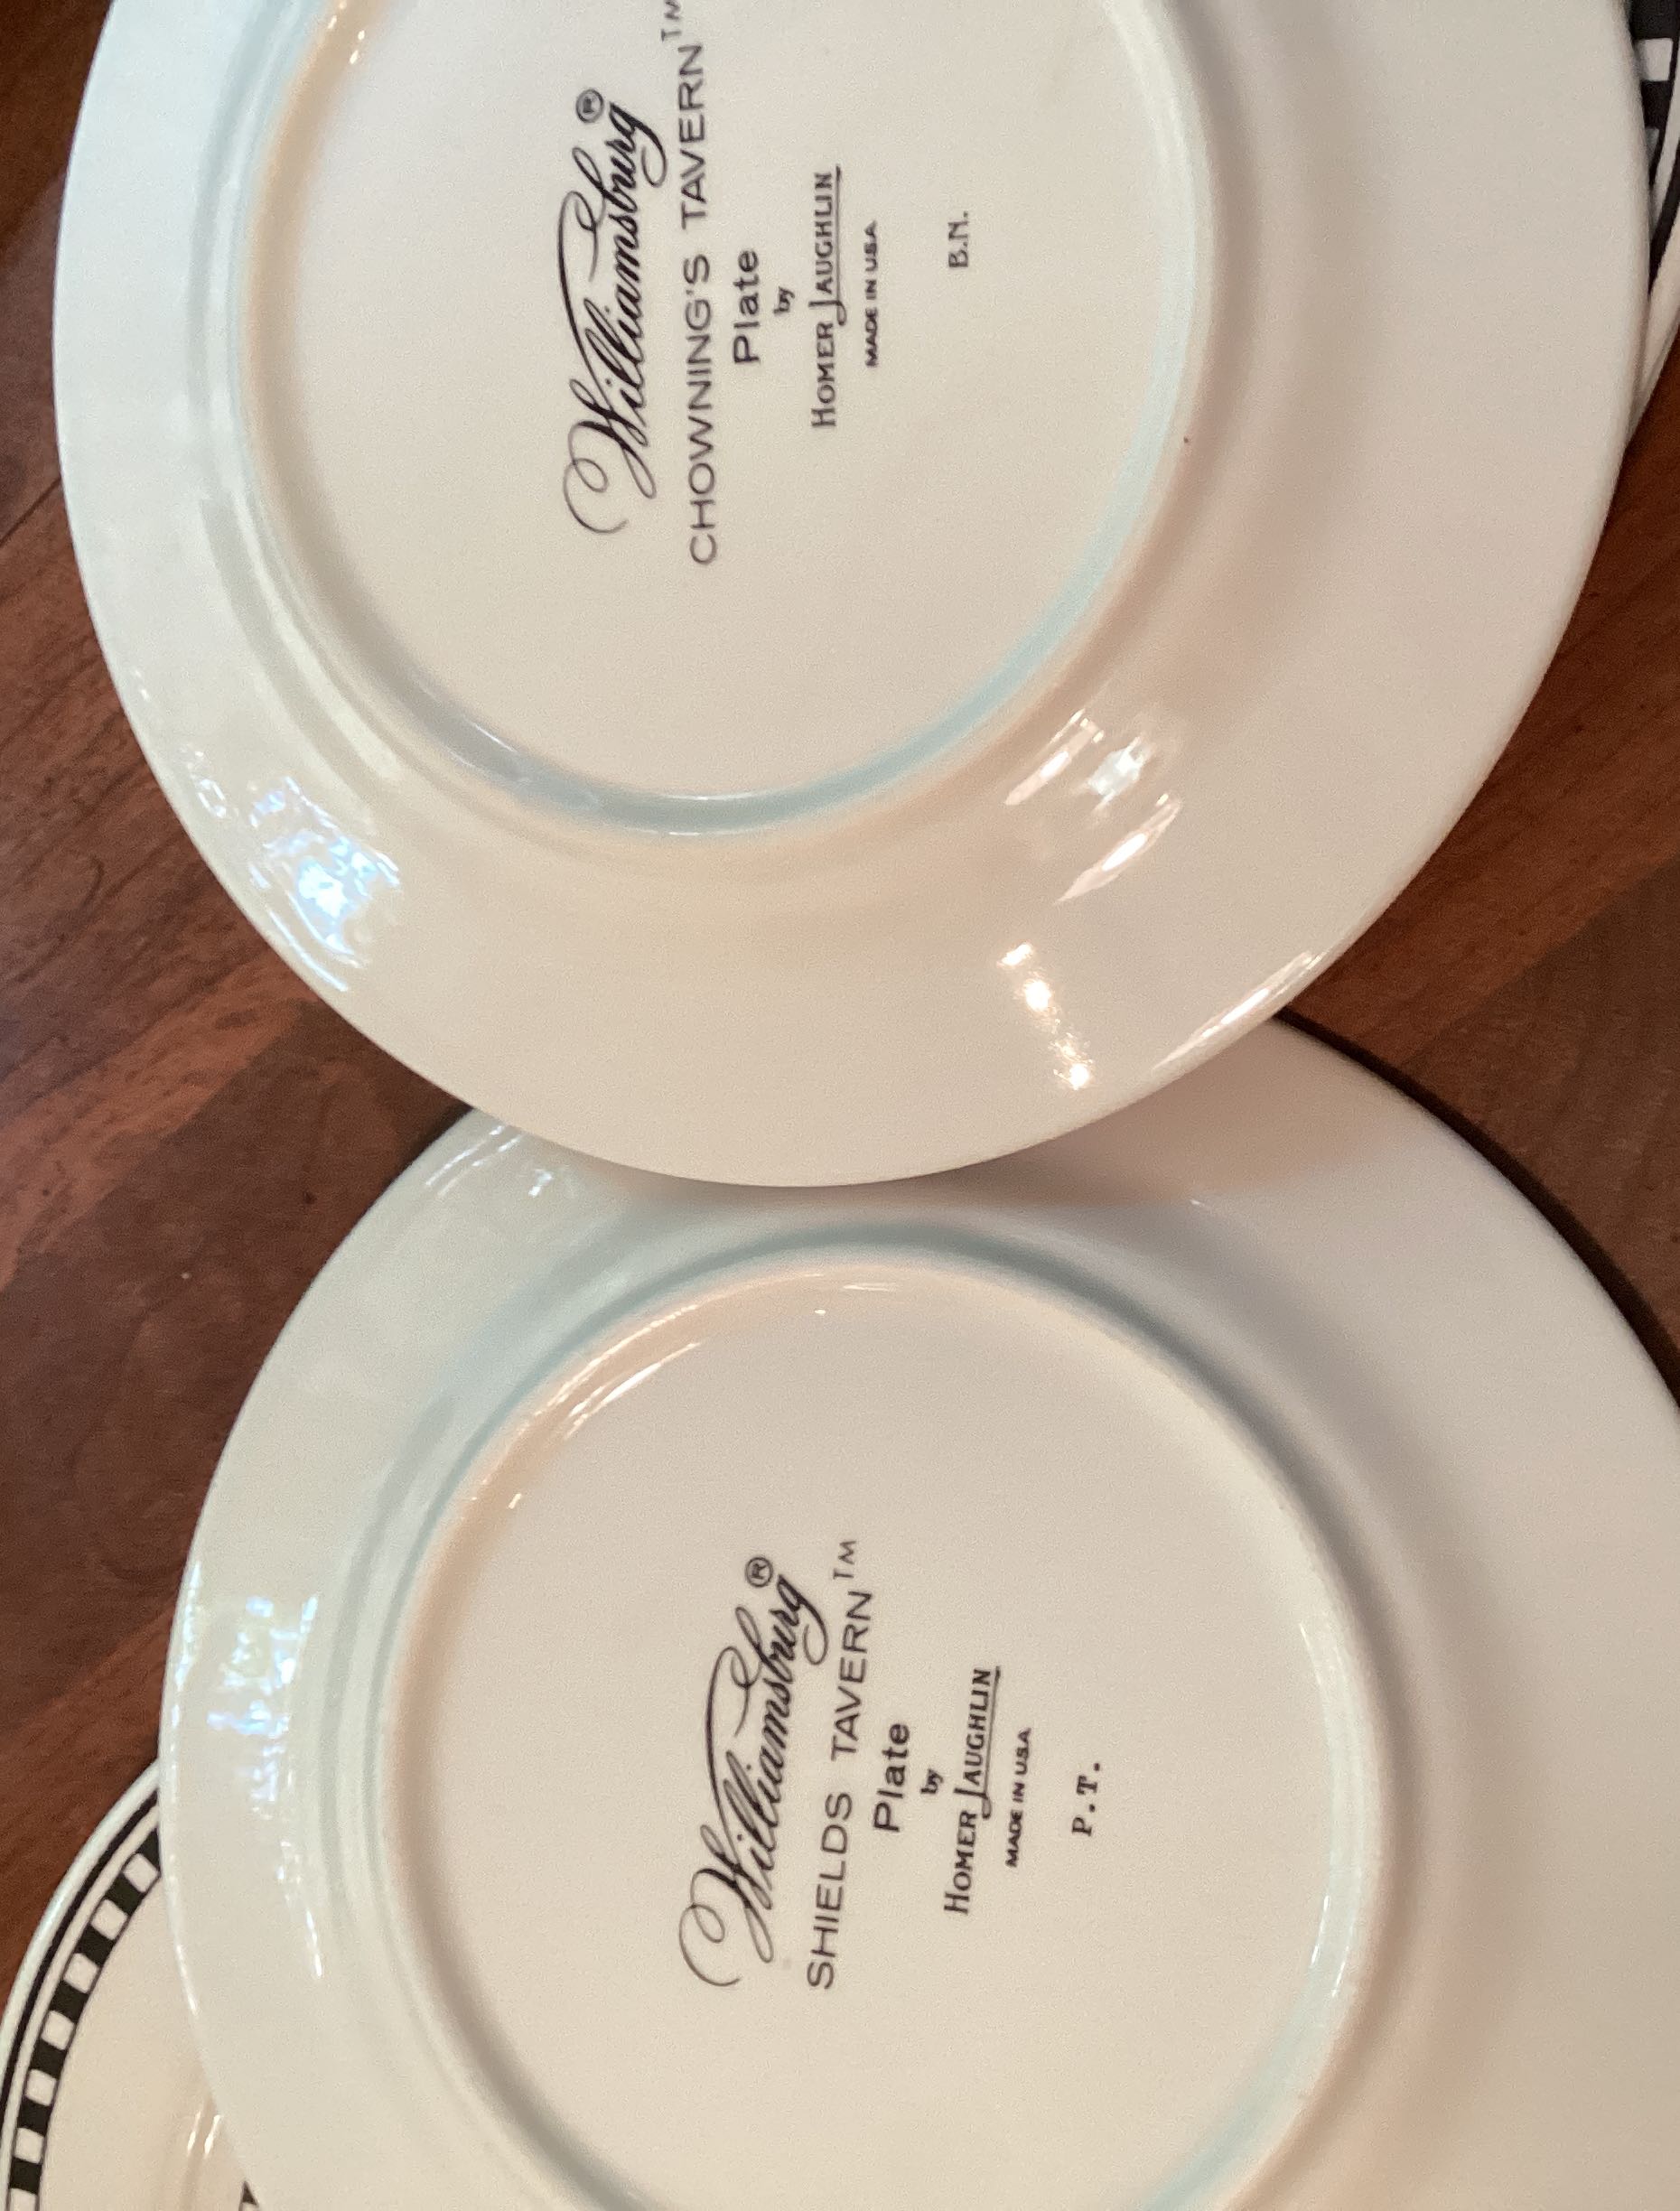 Williamsburg®
CHOWNING'S TAVERN™
Plate
by
HOMER LAUGHLIN
MADE IN USA
B.N.
Williamsburg®
SHIELDS TAVERN™
Plate
by
HOMER LAUGHLIN
MADE IN USA
P.T.